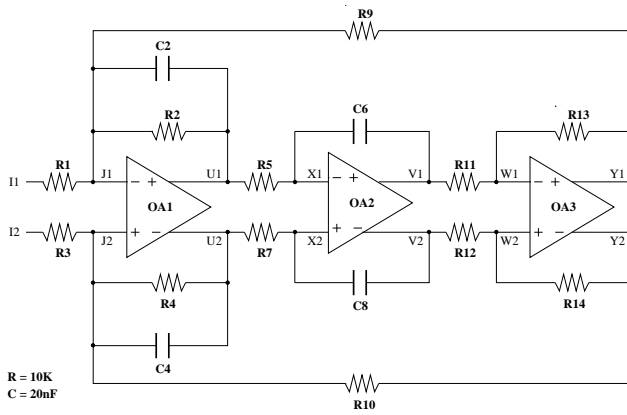 R9
C2
R2
C6
R13
R1
J1
U1
R5
X1
V1
R11
W1
Y1
I1
− +
− +
− +
OA1
OA2
OA3
I2
+ −
+ −
+ −
R3
J2
U2
R7
X2
V2
R12
W2
Y2
R4
C8
R14
C4
R = 10K
C = 20nF
R10